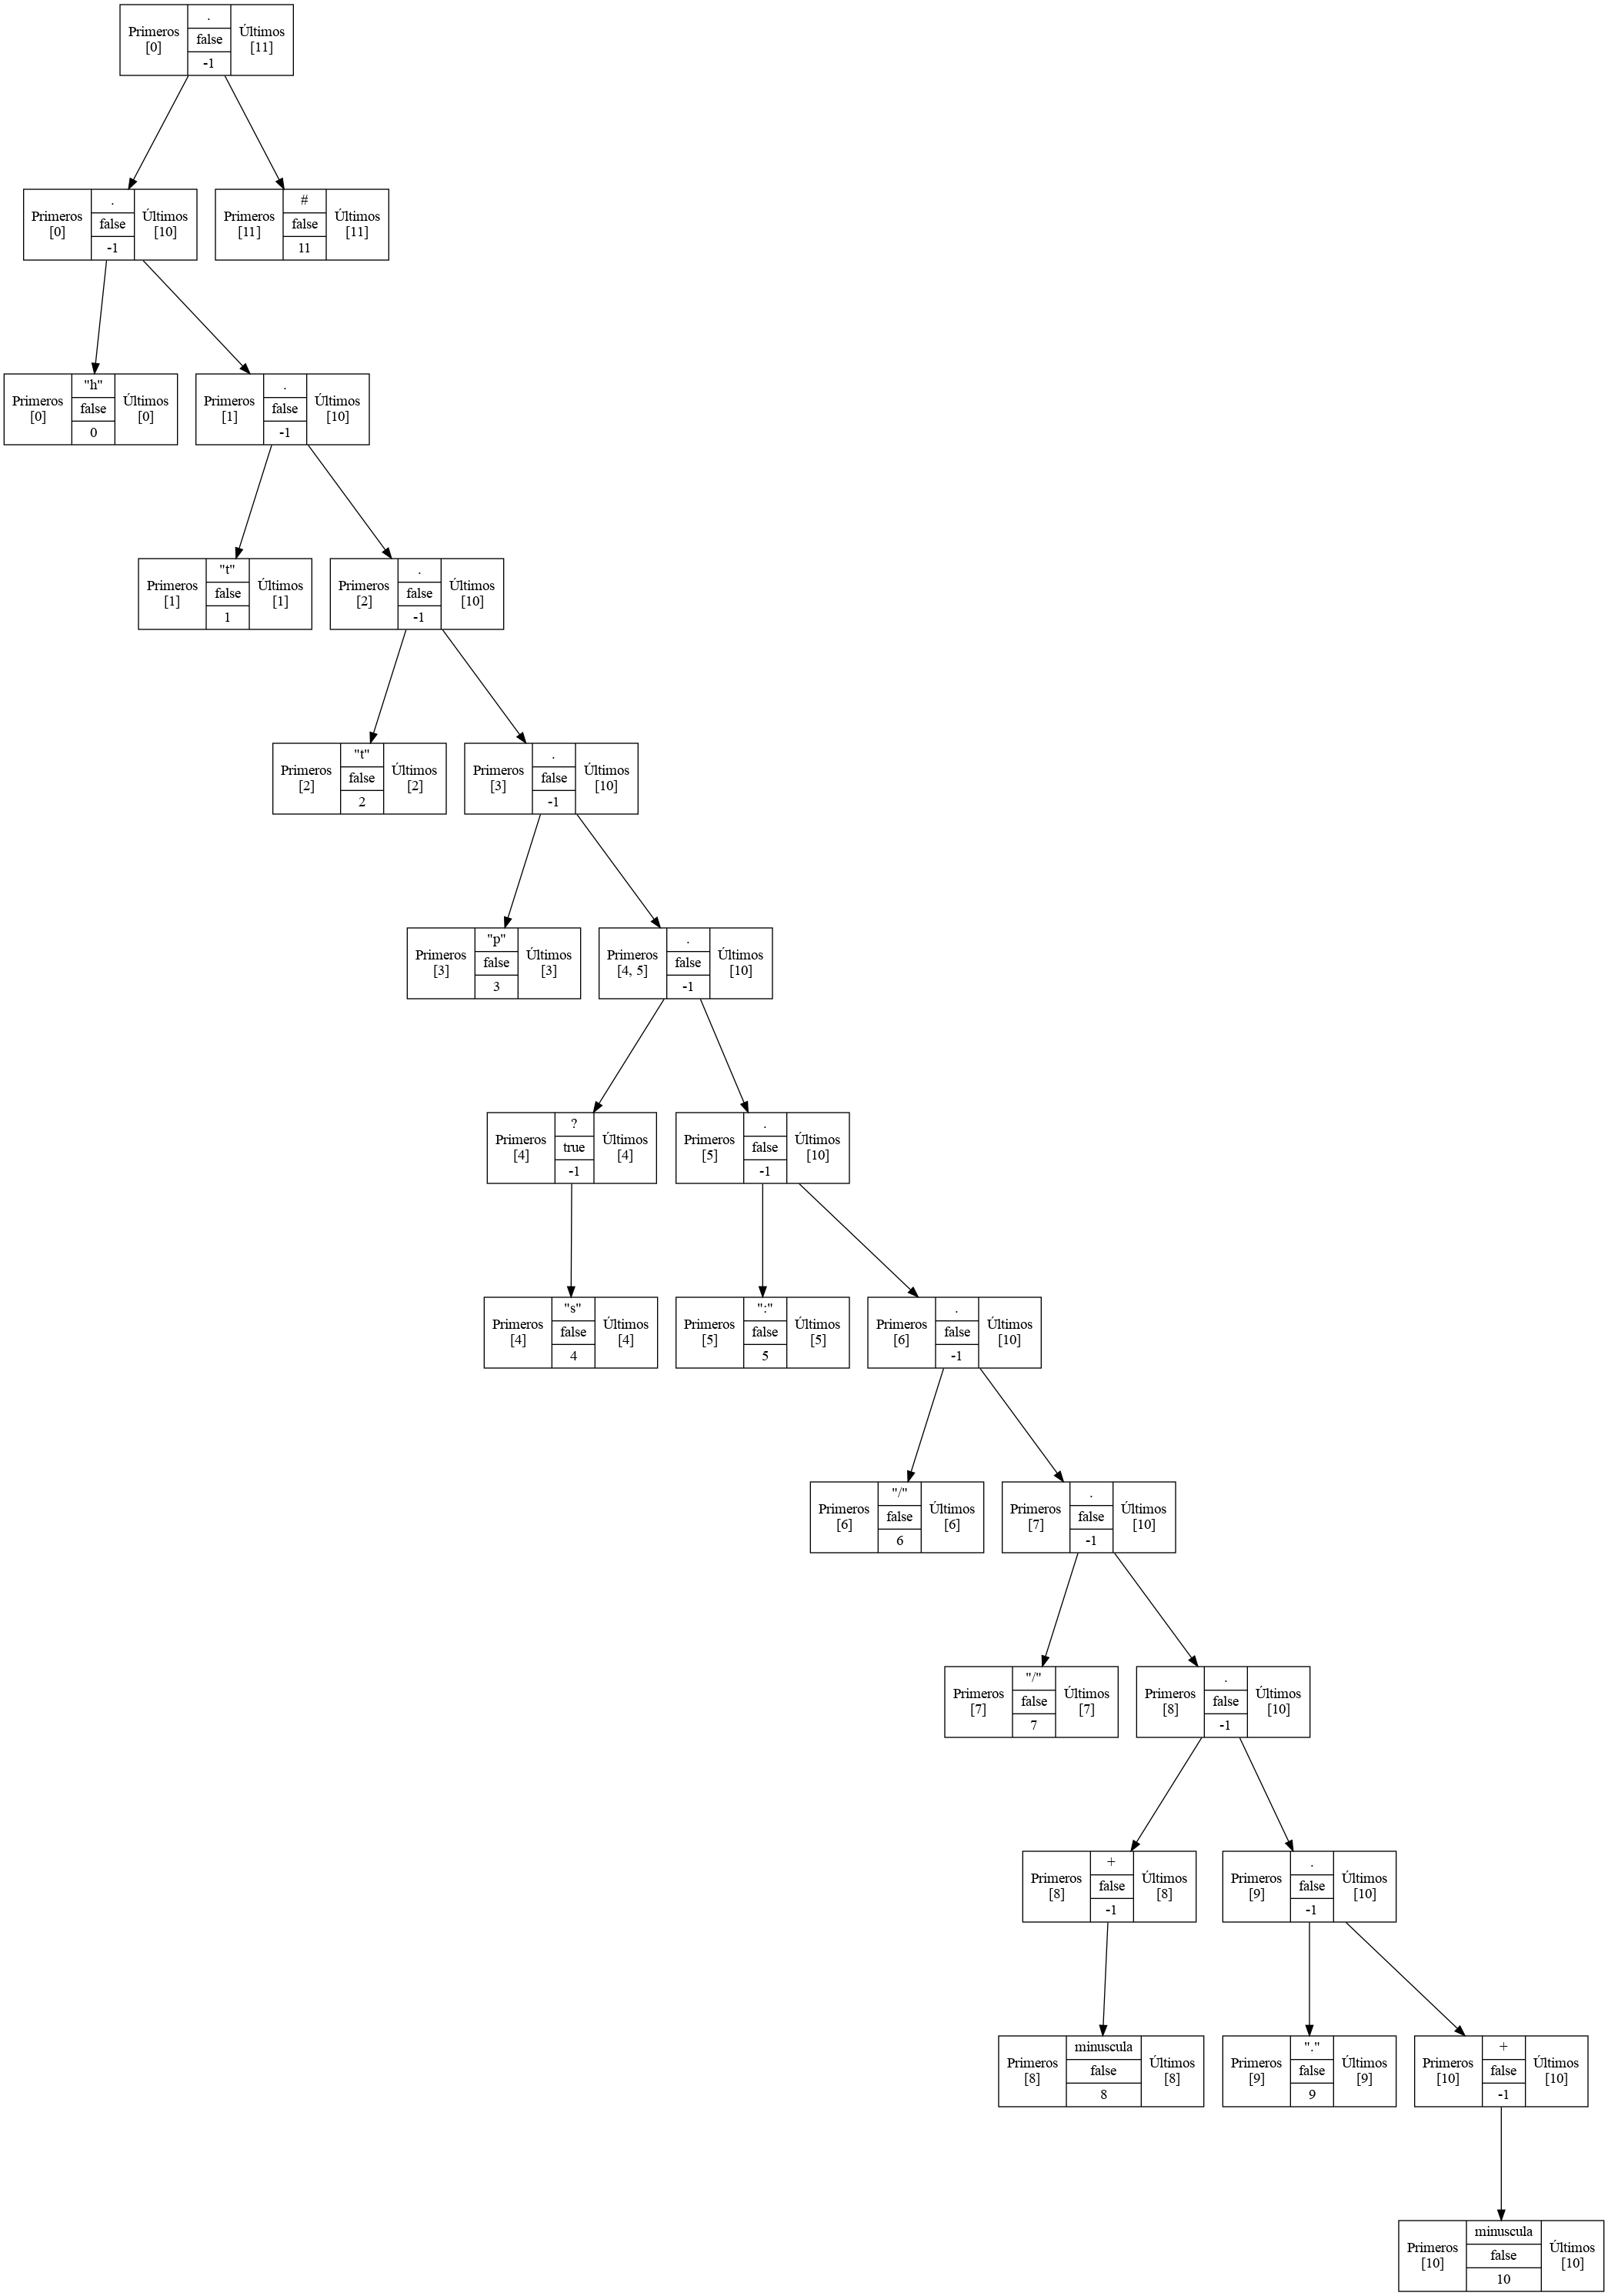 Primeros
[0]
.
false
-1
Últimos
[11]
Primeros
[0]
.
false
-1
Últimos
[10]
Primeros
[11]
#
false
11
Últimos
[11]
Primeros
[0]
"h"
false
0
Últimos
[0]
Primeros
[1]
.
false
-1
Últimos
[10]
Primeros
[1]
"t"
false
1
Últimos
[1]
Primeros
[2]
.
false
-1
Últimos
[10]
Primeros
[2]
"t"
false
2
Últimos
[2]
Primeros
[3]
.
false
-1
Últimos
[10]
Primeros
[3]
"p"
false
3
Últimos
[3]
Primeros
[4, 5]
.
false
-1
Últimos
[10]
Primeros
[4]
?
true
-1
Últimos
[4]
Primeros
[5]
.
false
-1
Últimos
[10]
Primeros
[4]
"s"
false
4
Últimos
[4]
Primeros
[5]
":"
false
5
Últimos
[5]
Primeros
[6]
.
false
-1
Últimos
[10]
Primeros
[6]
"/"
false
6
Últimos
[6]
Primeros
[7]
.
false
-1
Últimos
[10]
Primeros
[7]
"/"
false
7
Últimos
[7]
Primeros
[8]
.
false
-1
Últimos
[10]
Primeros
[8]
+
false
-1
Últimos
[8]
Primeros
[9]
.
false
-1
Últimos
[10]
Primeros
[8]
minuscula
false
8
Últimos
[8]
Primeros
[9]
"."
false
9
Últimos
[9]
Primeros
[10]
+
false
-1
Últimos
[10]
Primeros
[10]
minuscula
false
10
Últimos
[10]